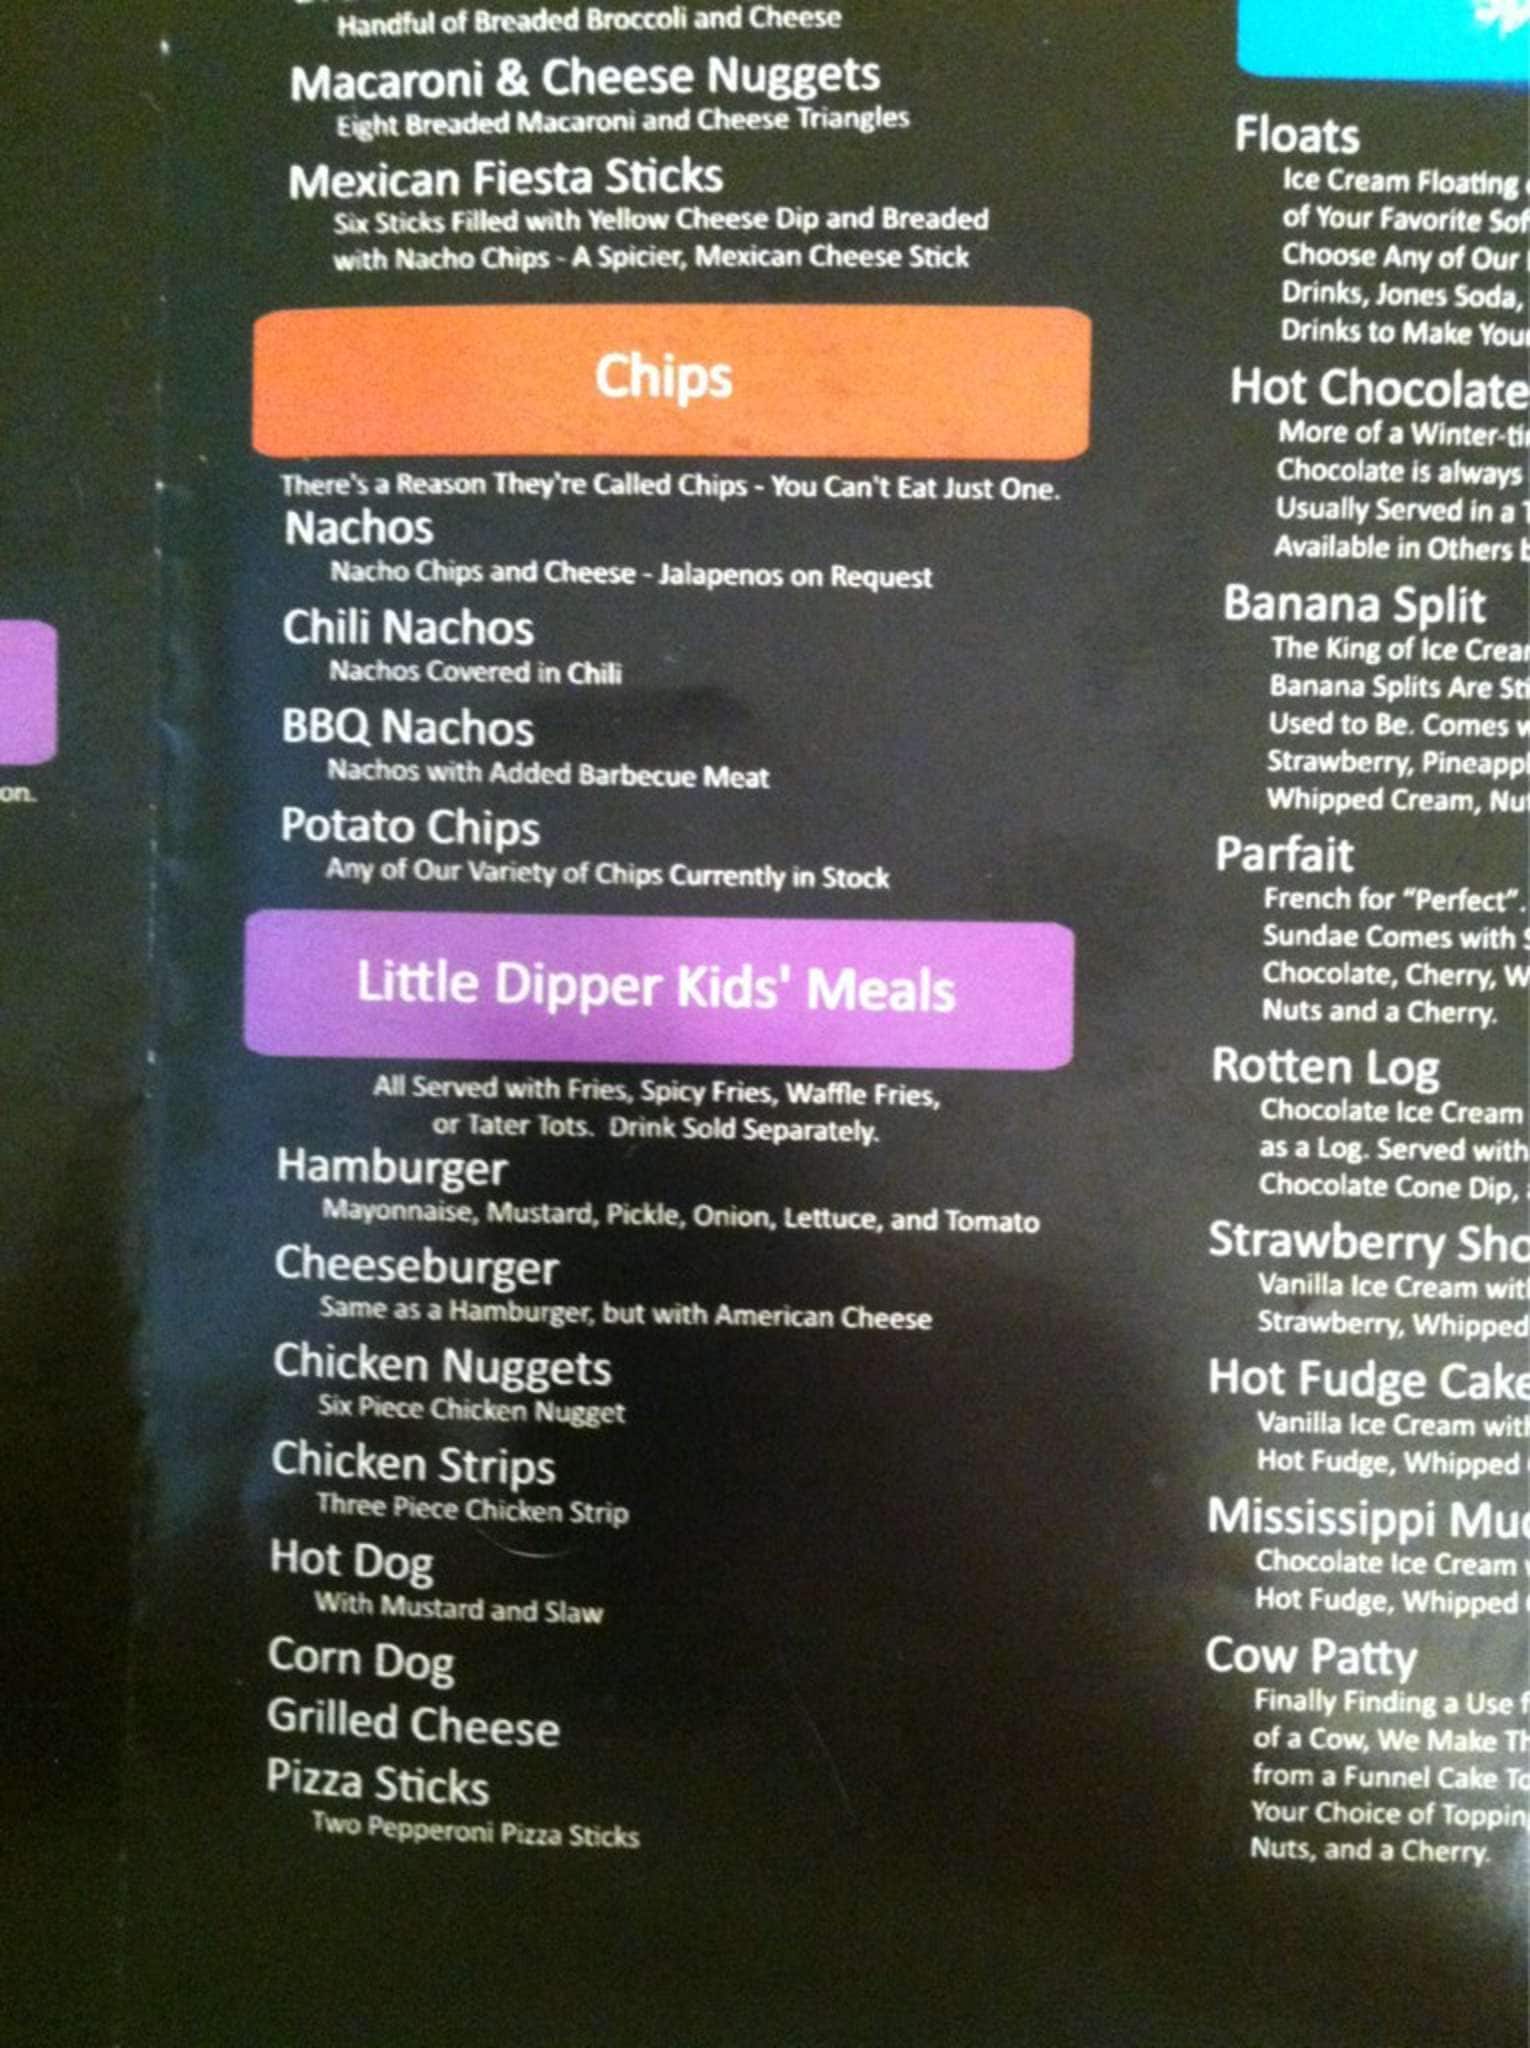 on.
Handful of Breaded Broccoli and Cheese
Macaroni & Cheese Nuggets
Eight Breaded Macaroni and Cheese Triangles
Mexican Fiesta Sticks
Six Sticks Filled with Yellow Cheese Dip and Breaded
with Nacho Chips - A Spicier, Mexican Cheese Stick
Chips
There's a Reason They're Called Chips - You Can't Eat Just One.
Nachos
Nacho Chips and Cheese - Jalapenos on Request
Chili Nachos
Nachos Covered in Chili
BBQ Nachos
Nachos with Added Barbecue Meat
Potato Chips
Any of Our Variety of Chips Currently in Stock
Little Dipper Kids' Meals
All Served with Fries, Spicy Fries, Waffle Fries,
or Tater Tots. Drink Sold Separately.
Hamburger
Mayonnaise, Mustard, Pickle, Onion, Lettuce, and Tomato
Cheeseburger
Same as a Hamburger, but with American Cheese
Chicken Nuggets
Six Piece Chicken Nugget
Chicken Strips
Three Piece Chicken Strip
Hot Dog
With Mustard and Slaw
Corn Dog
Grilled Cheese
Pizza Sticks
Two Pepperoni Pizza Sticks
Floats
Ice Cream Floating
of Your Favorite
Choose Any of Our
Drinks, Jones Soda,
Drinks to Make
Hot Chocolate
More of a
Chocolate is always
Usually Served in a
Available in Others
Banana Split
The King of Ice
Banana Splits Are
Used to Be. Comes
Strawberry,
Whipped Cream,
Parfait
French for “Perfect”.
Sundae Comes with
Chocolate, Cherry,
Nuts and a Cherry.
Rotten Log
Chocolate Ice Cream
as a Log. Served with
Chocolate Cone Dip,
Strawberry
Vanilla Ice Cream
Strawberry, Whipped
Hot Fudge Cake
Vanilla Ice Cream
Hot Fudge, Whipped
Mississippi
Chocolate Ice Cream
Hot Fudge, Whipped
Cow Patty
Finally Finding a Use
of a Cow, We Make
from a Funnel Cake
Your Choice of
Nuts, and a Cherry.